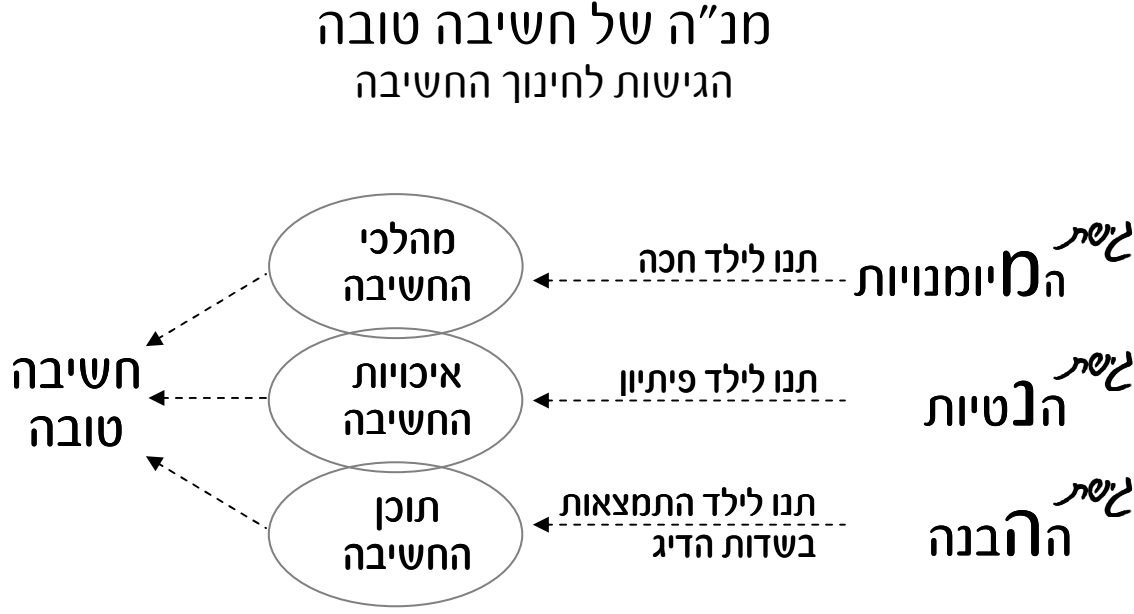 מנ״ה של חשיבה טובה
הגישות לחינוך החשיבה
גישת
המיומנויות
תנו לילד חכה
מהלכי
החשיבה
גישת
הנטיות
תנו לילד פיתיון
איכויות
החשיבה
גישת
ההבנה
תנו לילד התמצאות
בשדות הדיג
תוכן
החשיבה
חשיבה
טובה